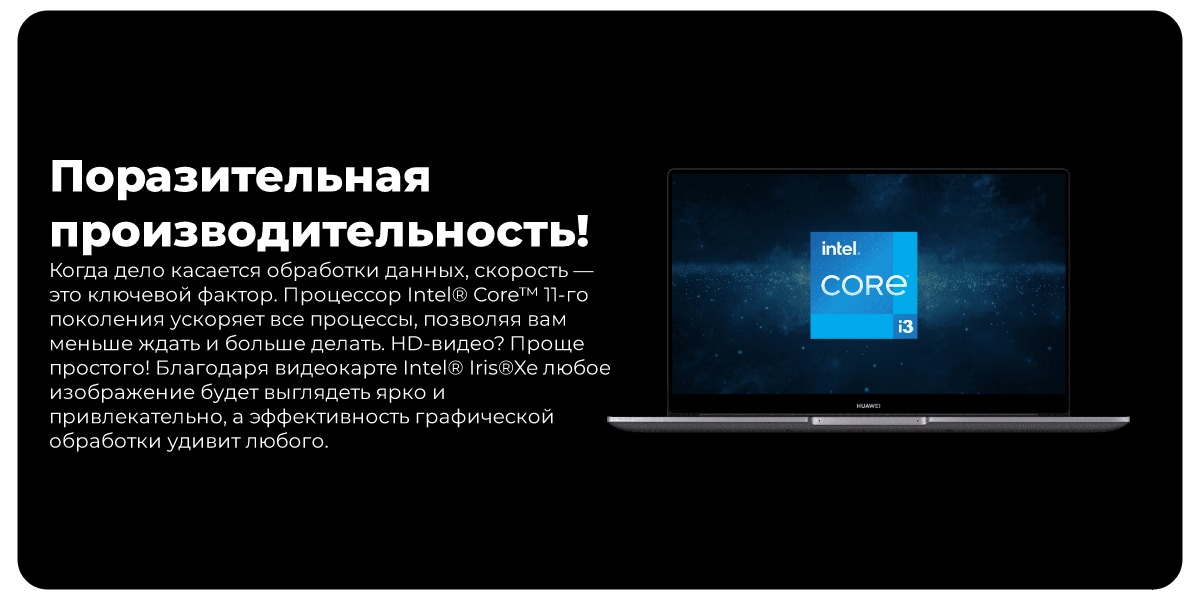 Поразительная
производительность!
Когда дело касается обработки данных, скорость —
это ключевой фактор. Процессор Intel® Core™ 11-го
поколения ускоряет все процессы, позволяя вам
меньше ждать и больше делать. HD-видео? Проще
простого! Благодаря видеокарте Intel® Iris®Xe любое
изображение будет выглядеть ярко и
привлекательно, а эффективность графической
обработки удивит любого.
intel.
CORE™
i3
HUAWEI